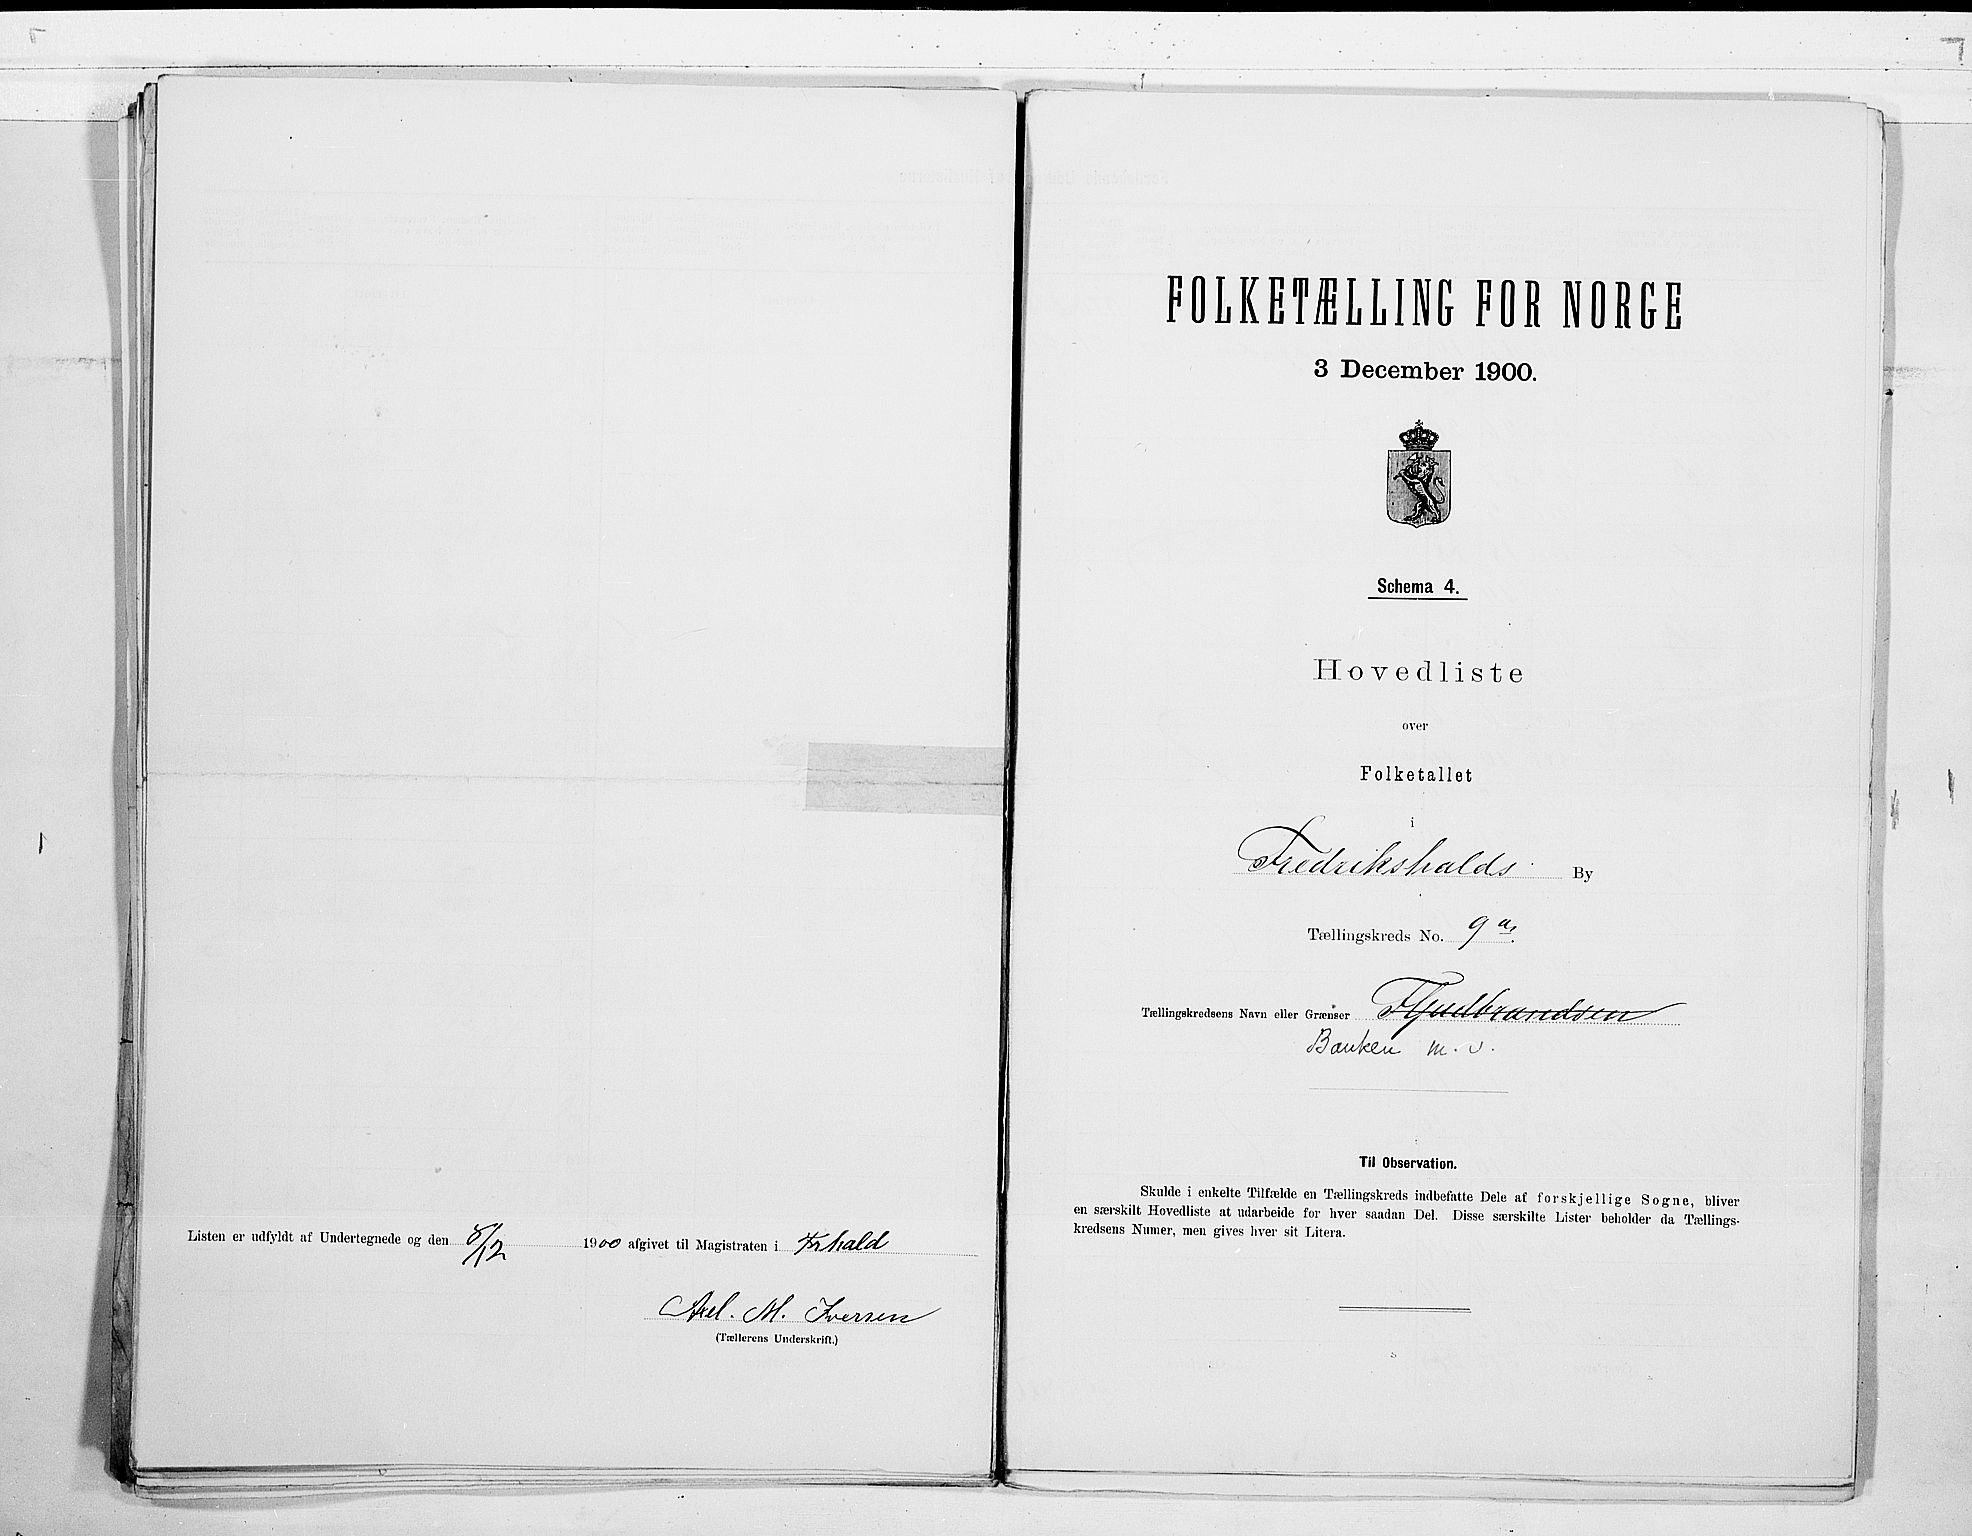 Listen er udfyldt af Undertegnede og den 8/12 1900 afgivet til Magistraten i Frhald
Axel. M. Iversen
(Tællerens Underskrift.)
FOLKETÆLLING FOR NORGE
3 December 1900.
Schema 4.
Hovedliste
over
Folketallet
i
Fredrikshalds By
Tællingskreds No. 9 a.
Tællingskredsens Navn eller Grænser
Banken m. v.
Til Observation.
Skulde i enkelte Tilfælde en Tællingskreds indbefatte Dele af forskjellige Sogne, bliver
en særskilt Hovedliste at udarbeide for hver saadan Del. Disse særskilte Lister beholder da Tællings-
kredsens Numer, men gives hver sit Litera.